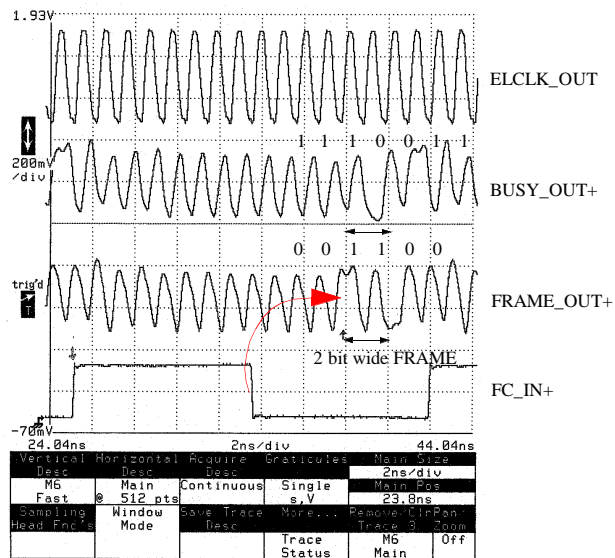 1.93V
ELCLK_OUT
1 1 1 0 0 1 1
200mV
/div
BUSY_OUT+
0 0 1 1 0 0
trig'd
T
FRAME_OUT+
2 bit wide FRAME
FC_IN+
-70mV
24.04ns 2ns/div 44.04ns
Vertical Horizontal Acquire Graticules Main Size
Desc Desc Desc 2ns/div
M6 Main Continuous Single Main Pos
Fast @ 512 pts s,V 23.8ns
Sampling Window Save Trace More... Remove/Clr Pan/
Head Fnc's Mode Desc Trace 3 Zoom
Trace M6 Off
Status Main